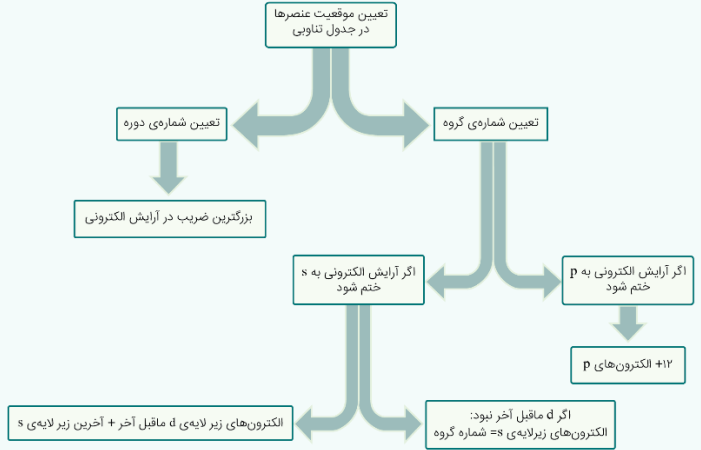 تعیین موقعیت عنصرها
در جدول تناوبی
تعیین شماره‌ی گروه
تعیین شماره‌ی دوره
بزرگترین ضریب در آرایش الکترونی
اگر آرایش الکترونی به p
ختم شود
اگر آرایش الکترونی به s
ختم شود
۱۲+ الکترون‌های p
اگر d ماقبل آخر نبود:
الکترون‌های زیرلایه‌ی s= شماره گروه
الکترون‌های زیر لایه‌ی d ماقبل آخر + آخرین زیر لایه‌ی s